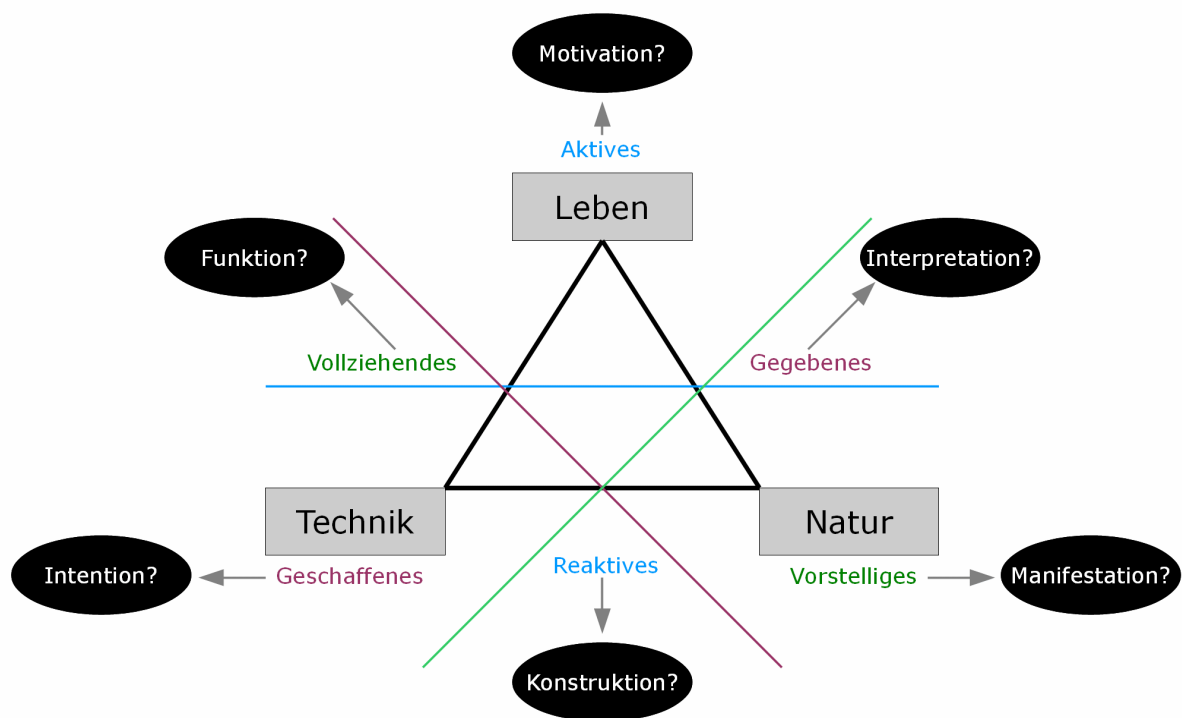 Motivation?
Aktives
Leben
Funktion?
Interpretation?
Vollziehendes
Gegebenes
Technik
Natur
Intention?
Geschaffenes
Reaktives
Vorstelliges
Manifestation?
Konstruktion?